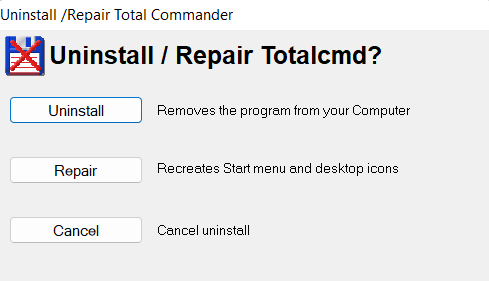 Uninstall /Repair Total Commander
Uninstall / Repair Totalcmd?
Uninstall Removes the program from your Computer
Repair Recreates Start menu and desktop icons
Cancel Cancel uninstall